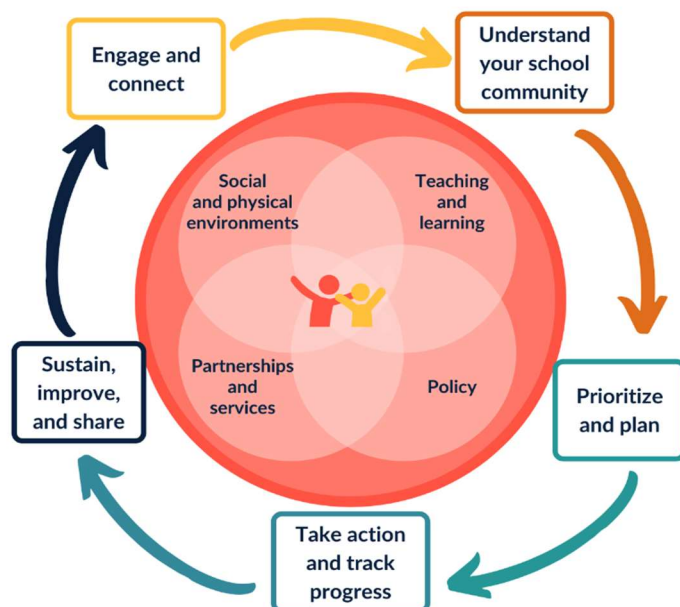 Engage and
connect
Understand
your school
community
Social
and physical
environments
Teaching
and
learning
Partnerships
and
services
Policy
Sustain,
improve,
and share
Prioritize
and plan
Take action
and track
progress